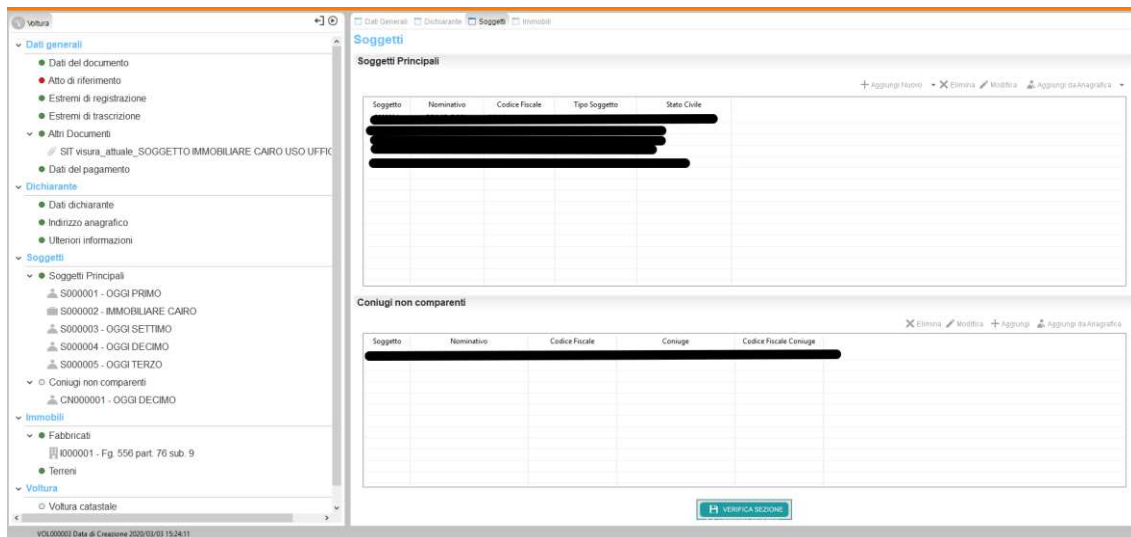 Voltura
Dati generali
Dati del documento
Atto di riferimento
Estremi di registrazione
Estremi di trascrizione
Altri Documenti
SIT visura_attuale_SOGGETTO IMMOBILIARE CAIRO USO UFFIC
Dati del pagamento
Dichiarante
Dati dichiarante
Indirizzo anagrafico
Ulteriori informazioni
Soggetti
Soggetti Principali
S000001 - OGGI PRIMO
S000002 - IMMOBILIARE CAIRO
S000003 - OGGI SETTIMO
S000004 - OGGI DECIMO
S000005 - OGGI TERZO
Coniugi non comparenti
CN000001 - OGGI DECIMO
Immobili
Fabbricati
I000001 - Fg. 556 part. 76 sub. 9
Terreni
Voltura
Voltura catastale
Dati Generali Dichiarante Soggetti Immobili
Soggetti
Soggetti Principali
Aggiungi Nuovo Elimina Modifica Aggiungi da Anagrafica
Soggetto Nominativo Codice Fiscale Tipo Soggetto Stato Civile
Coniugi non comparenti
Elimina Modifica Aggiungi Aggiungi da Anagrafica
Soggetto Nominativo Codice Fiscale Coniuge Codice Fiscale Coniuge
VERIFICA SEZIONE
VOL000003 Data di Creazione 2020/03/03 15:24:11